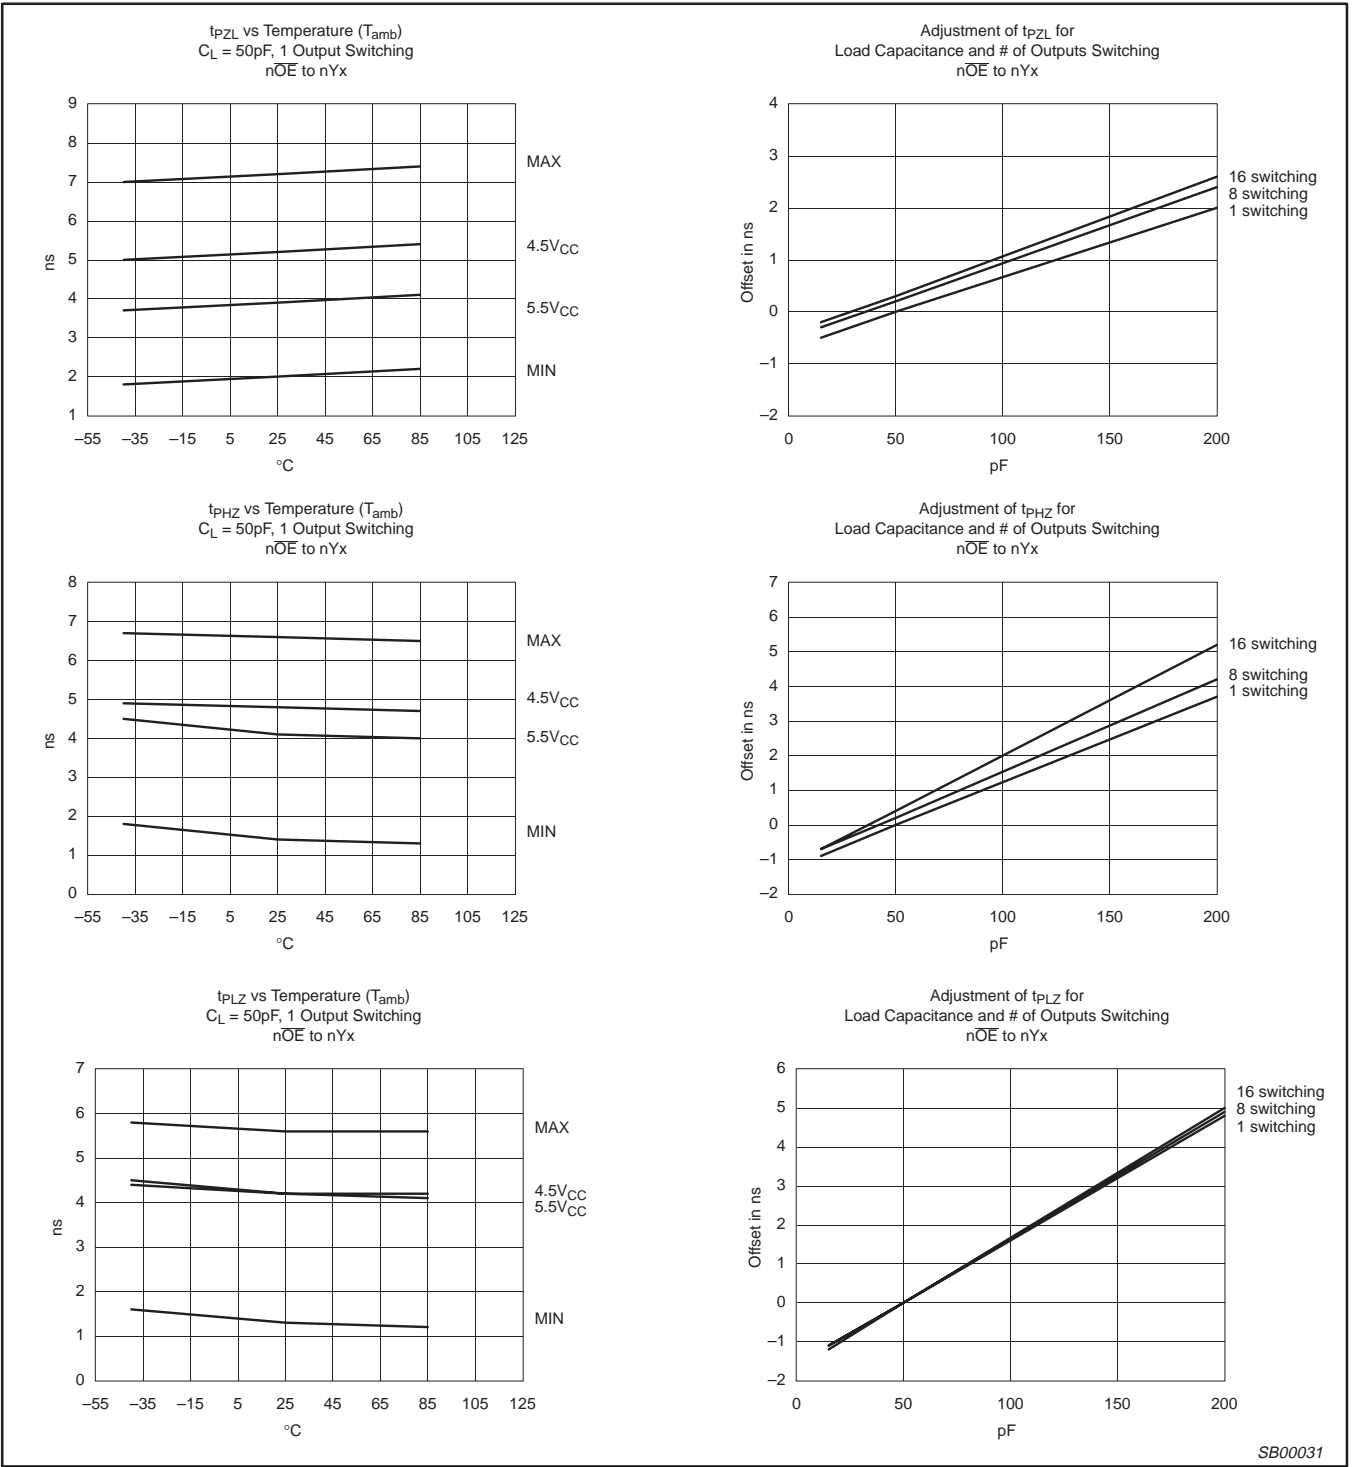 tPZL vs Temperature (Tamb)
CL = 50pF, 1 Output Switching
nOE to nYx
9
8
7
6
5
4
3
2
1
ns
MAX
4.5VCC
5.5VCC
MIN
–55 –35 –15 5 25 45 65 85 105 125
°C
Adjustment of tPZL for
Load Capacitance and # of Outputs Switching
nOE to nYx
4
3
2
1
0
–1
–2
Offset in ns
16 switching
8 switching
1 switching
0 50 100 150 200
pF
tPHZ vs Temperature (Tamb)
CL = 50pF, 1 Output Switching
nOE to nYx
8
7
6
5
4
3
2
1
0
ns
MAX
4.5VCC
5.5VCC
MIN
–55 –35 –15 5 25 45 65 85 105 125
°C
Adjustment of tPHZ for
Load Capacitance and # of Outputs Switching
nOE to nYx
7
6
5
4
3
2
1
0
–1
–2
Offset in ns
16 switching
8 switching
1 switching
0 50 100 150 200
pF
tPLZ vs Temperature (Tamb)
CL = 50pF, 1 Output Switching
nOE to nYx
7
6
5
4
3
2
1
0
ns
MAX
4.5VCC
5.5VCC
MIN
–55 –35 –15 5 25 45 65 85 105 125
°C
Adjustment of tPLZ for
Load Capacitance and # of Outputs Switching
nOE to nYx
6
5
4
3
2
1
0
–1
–2
Offset in ns
16 switching
8 switching
1 switching
0 50 100 150 200
pF
SB00031